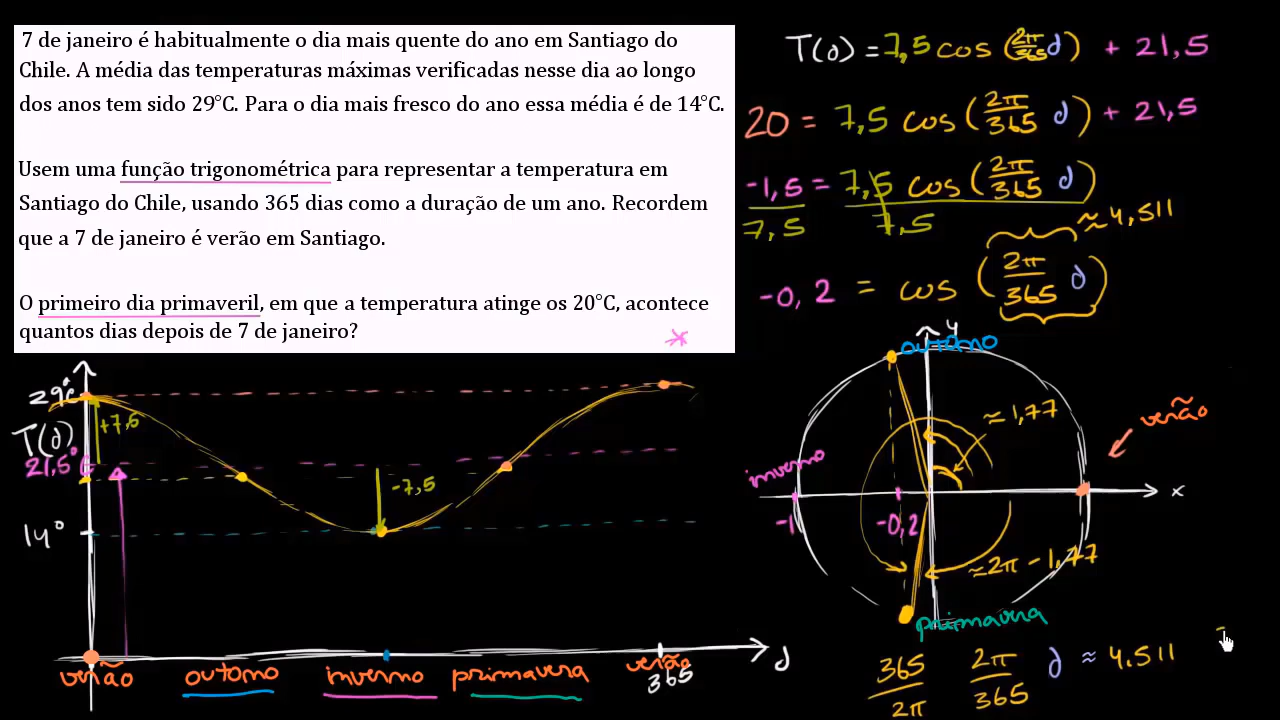 7 de janeiro é habitualmente o dia mais quente do ano em Santiago do
Chile. A média das temperaturas máximas verificadas nesse dia ao longo
dos anos tem sido 29°C. Para o dia mais fresco do ano essa média é de 14°C.
Usem uma função trigonométrica para representar a temperatura em
Santiago do Chile, usando 365 dias como a duração de um ano. Recordem
que a 7 de janeiro é verão em Santiago.
O primeiro dia primaveril, em que a temperatura atinge os 20°C, acontece
quantos dias depois de 7 de janeiro?
*
T(d) = 7,5 cos (2π/365 d) + 21,5
20 = 7,5 cos (2π/365 d) + 21,5
-1,5/7,5 = 7,5/7,5 cos (2π/365 d)
≈ 4,511
-0,2 = cos (2π/365 d)
29°C
+7,5
T(d)
21,5°C
-7,5
14°
d
verão outono inverno primavera verão
365
y
outono
≈ 1,77
verão
inverno
x
-1
-0,2
≈ 2π - 1,77
primavera
365/2π 2π/365 d ≈ 4.511